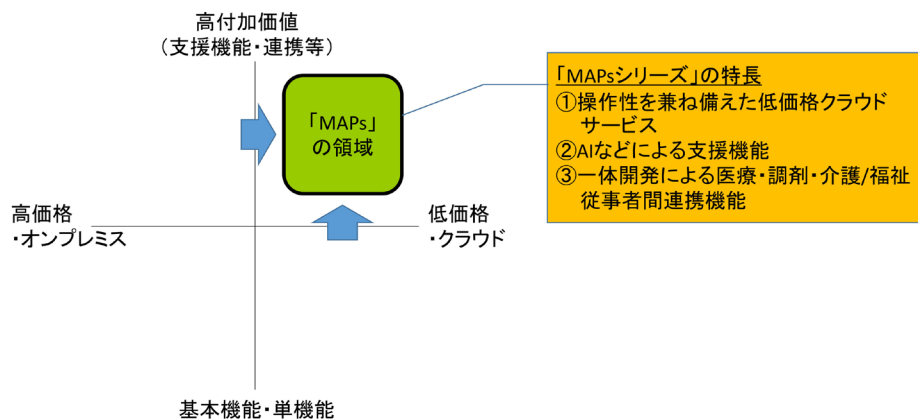 高付加価値
（支援機能・連携等）
「MAPs」
の領域
「MAPsシリーズ」の特長
①操作性を兼ね備えた低価格クラウド
サービス
②AIなどによる支援機能
③一体開発による医療・調剤・介護/福祉
従事者間連携機能
高価格
・オンプレミス
低価格
・クラウド
基本機能・単機能